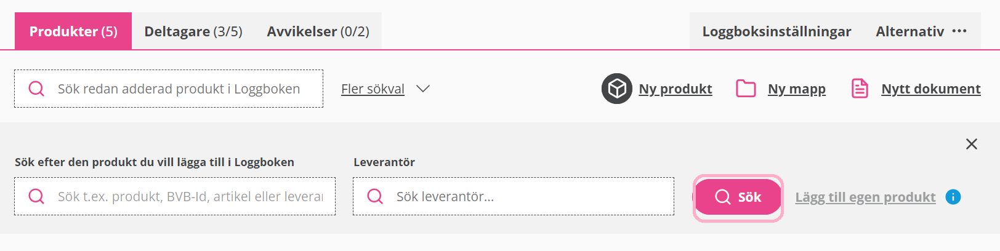 Produkter (5) Deltagare (3/5) Avvikelser (0/2) Loggboksinställningar Alternativ •••
Sök redan adderad produkt i Loggboken Fler sökval Ny produkt Ny mapp Nytt dokument
Sök efter den produkt du vill lägga till i Loggboken Leverantör
Sök t.ex. produkt, BVB-Id, artikel eller leverar Sök leverantör... Sök Lägg till egen produkt i